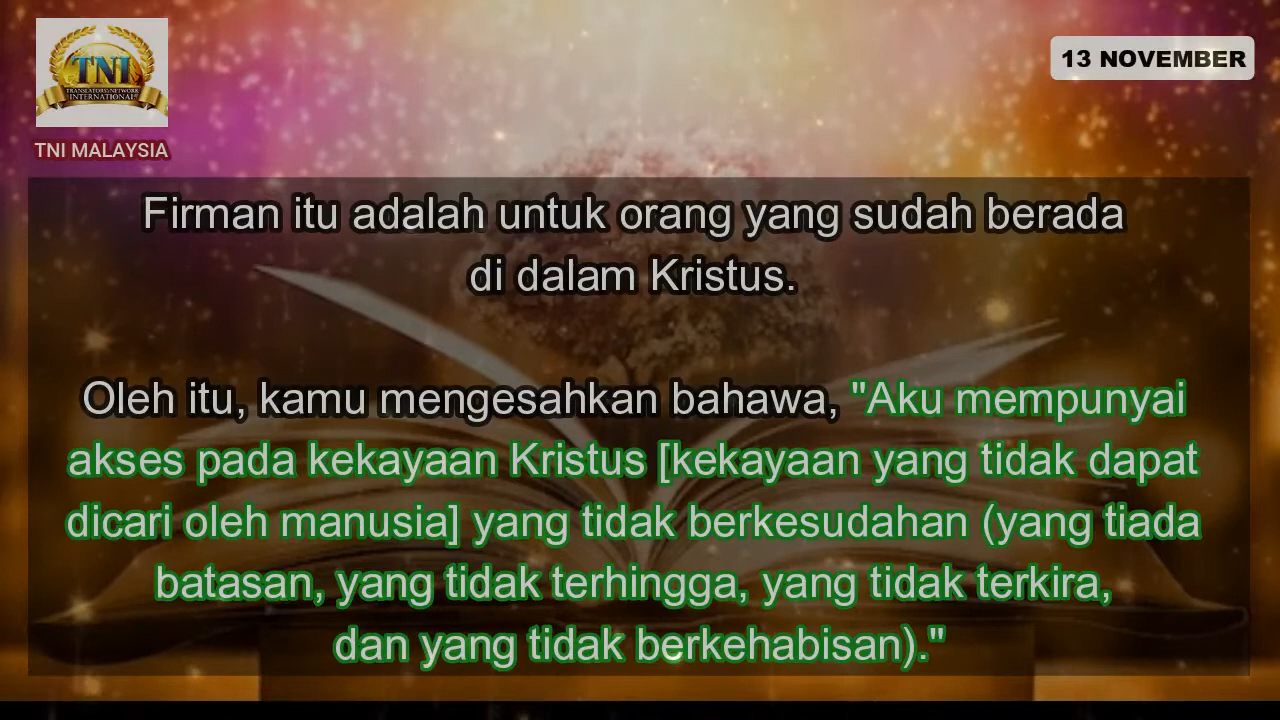 TNI
TRANSLATORS NETWORK
INTERNATIONAL
TNI MALAYSIA
13 NOVEMBER
Firman itu adalah untuk orang yang sudah berada
di dalam Kristus.
Oleh itu, kamu mengesahkan bahawa, "Aku mempunyai
akses pada kekayaan Kristus [kekayaan yang tidak dapat
dicari oleh manusia] yang tidak berkesudahan (yang tiada
batasan, yang tidak terhingga, yang tidak terkira,
dan yang tidak berkehabisan)."